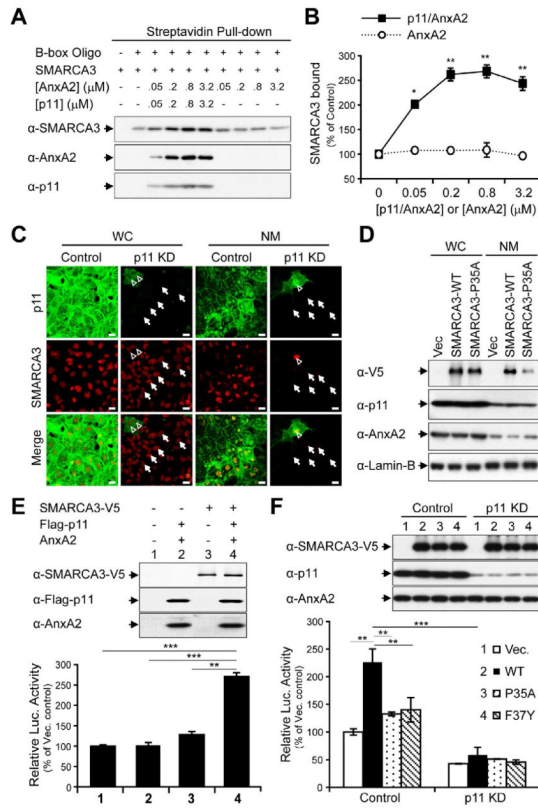 A
Streptavidin Pull-down
B-box Oligo - + + + + + + + + +
SMARCA3 + + + + + + + + + +
[AnxA2] (μM) .05 .2 .8 3.2 .05 .2 .8 3.2
[p11] (μM) .05 .2 .8 3.2
α-SMARCA3
α-AnxA2
α-p11
B
p11/AnxA2
AnxA2
SMARCA3 bound
(% of Control)
300
250
200
150
100
50
* ** ** **
0 0.05 0.2 0.8 3.2
[p11/AnxA2] or [AnxA2] (μM)
C
WC NM
Control p11 KD Control p11 KD
p11
SMARCA3
Merge
D
WC NM
Vec SMARCA3-WT SMARCA3-P35A Vec SMARCA3-WT SMARCA3-P35A
α-V5
α-p11
α-AnxA2
α-Lamin-B
E
SMARCA3-V5 - - + +
Flag-p11 - + - +
AnxA2 - + - +
1 2 3 4
α-SMARCA3-V5
α-Flag-p11
α-AnxA2
***
***
**
Relative Luc. Activity
(% of Vec. control)
300
250
200
150
100
50
0
1 2 3 4
F
Control p11 KD
1 2 3 4 1 2 3 4
α-SMARCA3-V5
α-p11
α-AnxA2
***
** **
**
1 Vec.
2 WT
3 P35A
4 F37Y
Relative Luc. Activity
(% of Vec. control)
300
250
200
150
100
50
0
Control p11 KD